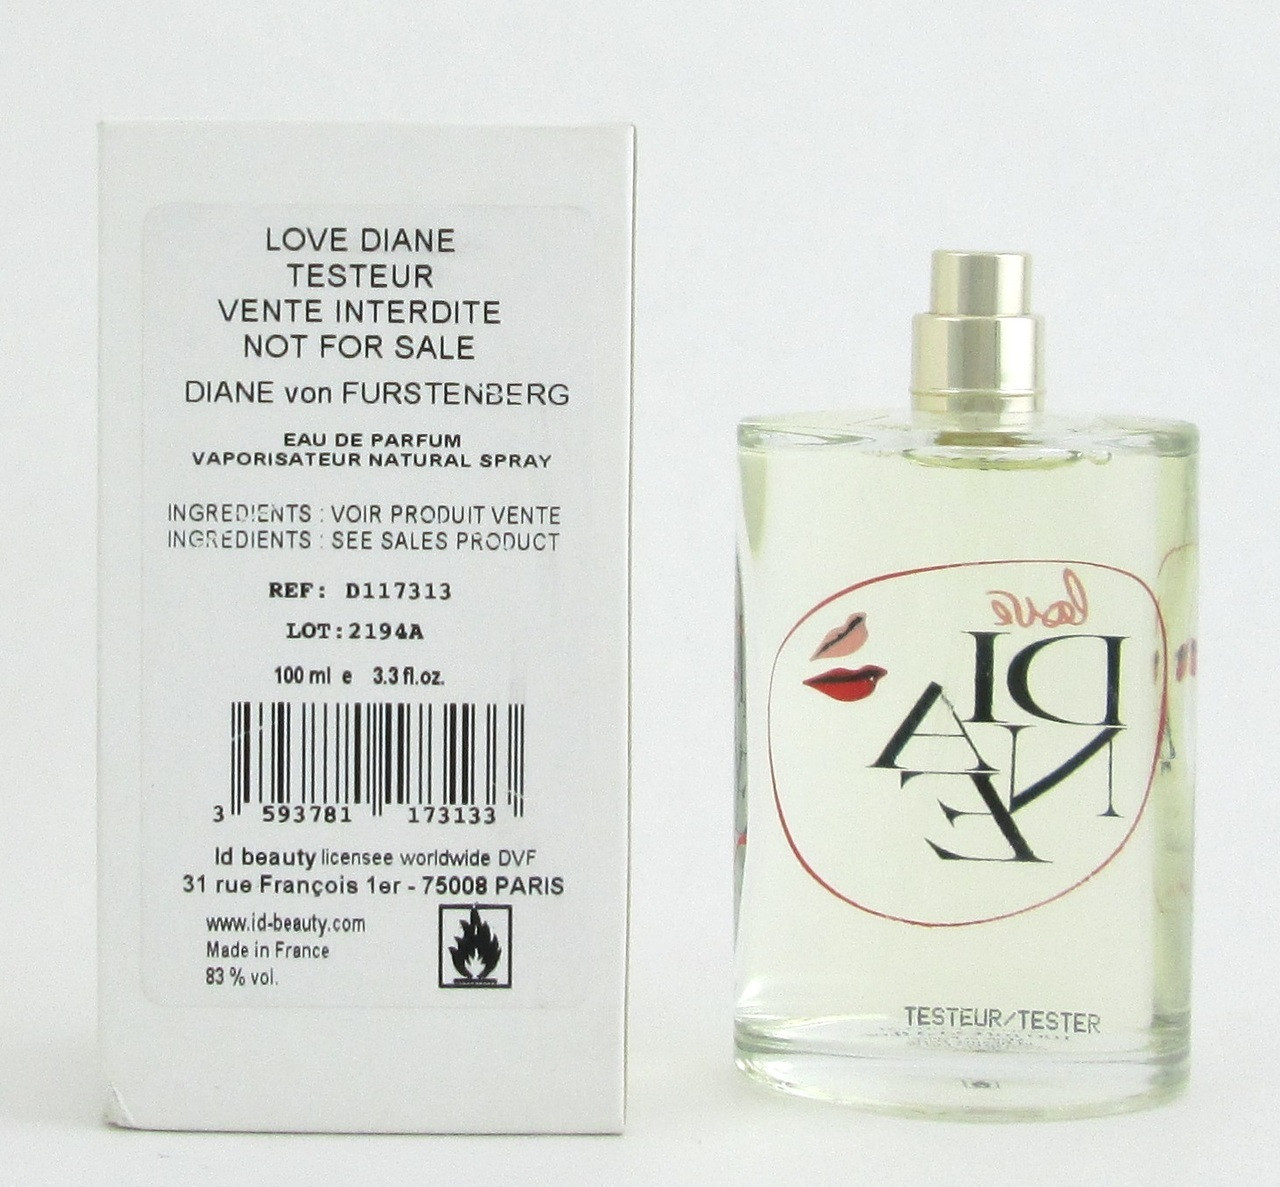 LOVE DIANE
TESTEUR
VENTE INTERDITE
NOT FOR SALE
DIANE von FURSTENBERG
EAU DE PARFUM
VAPORISATEUR NATURAL SPRAY
INGREDIENTS : VOIR PRODUIT VENTE
INGREDIENTS : SEE SALES PRODUCT
REF: D117313
LOT:2194A
100 ml e 3.3 fl.oz.
3 593781 173133
Id beauty licensee worldwide DVF
31 rue François 1er - 75008 PARIS
www.id-beauty.com
Made in France
83 % vol.
love
DI
AN
E
TESTEUR/TESTER